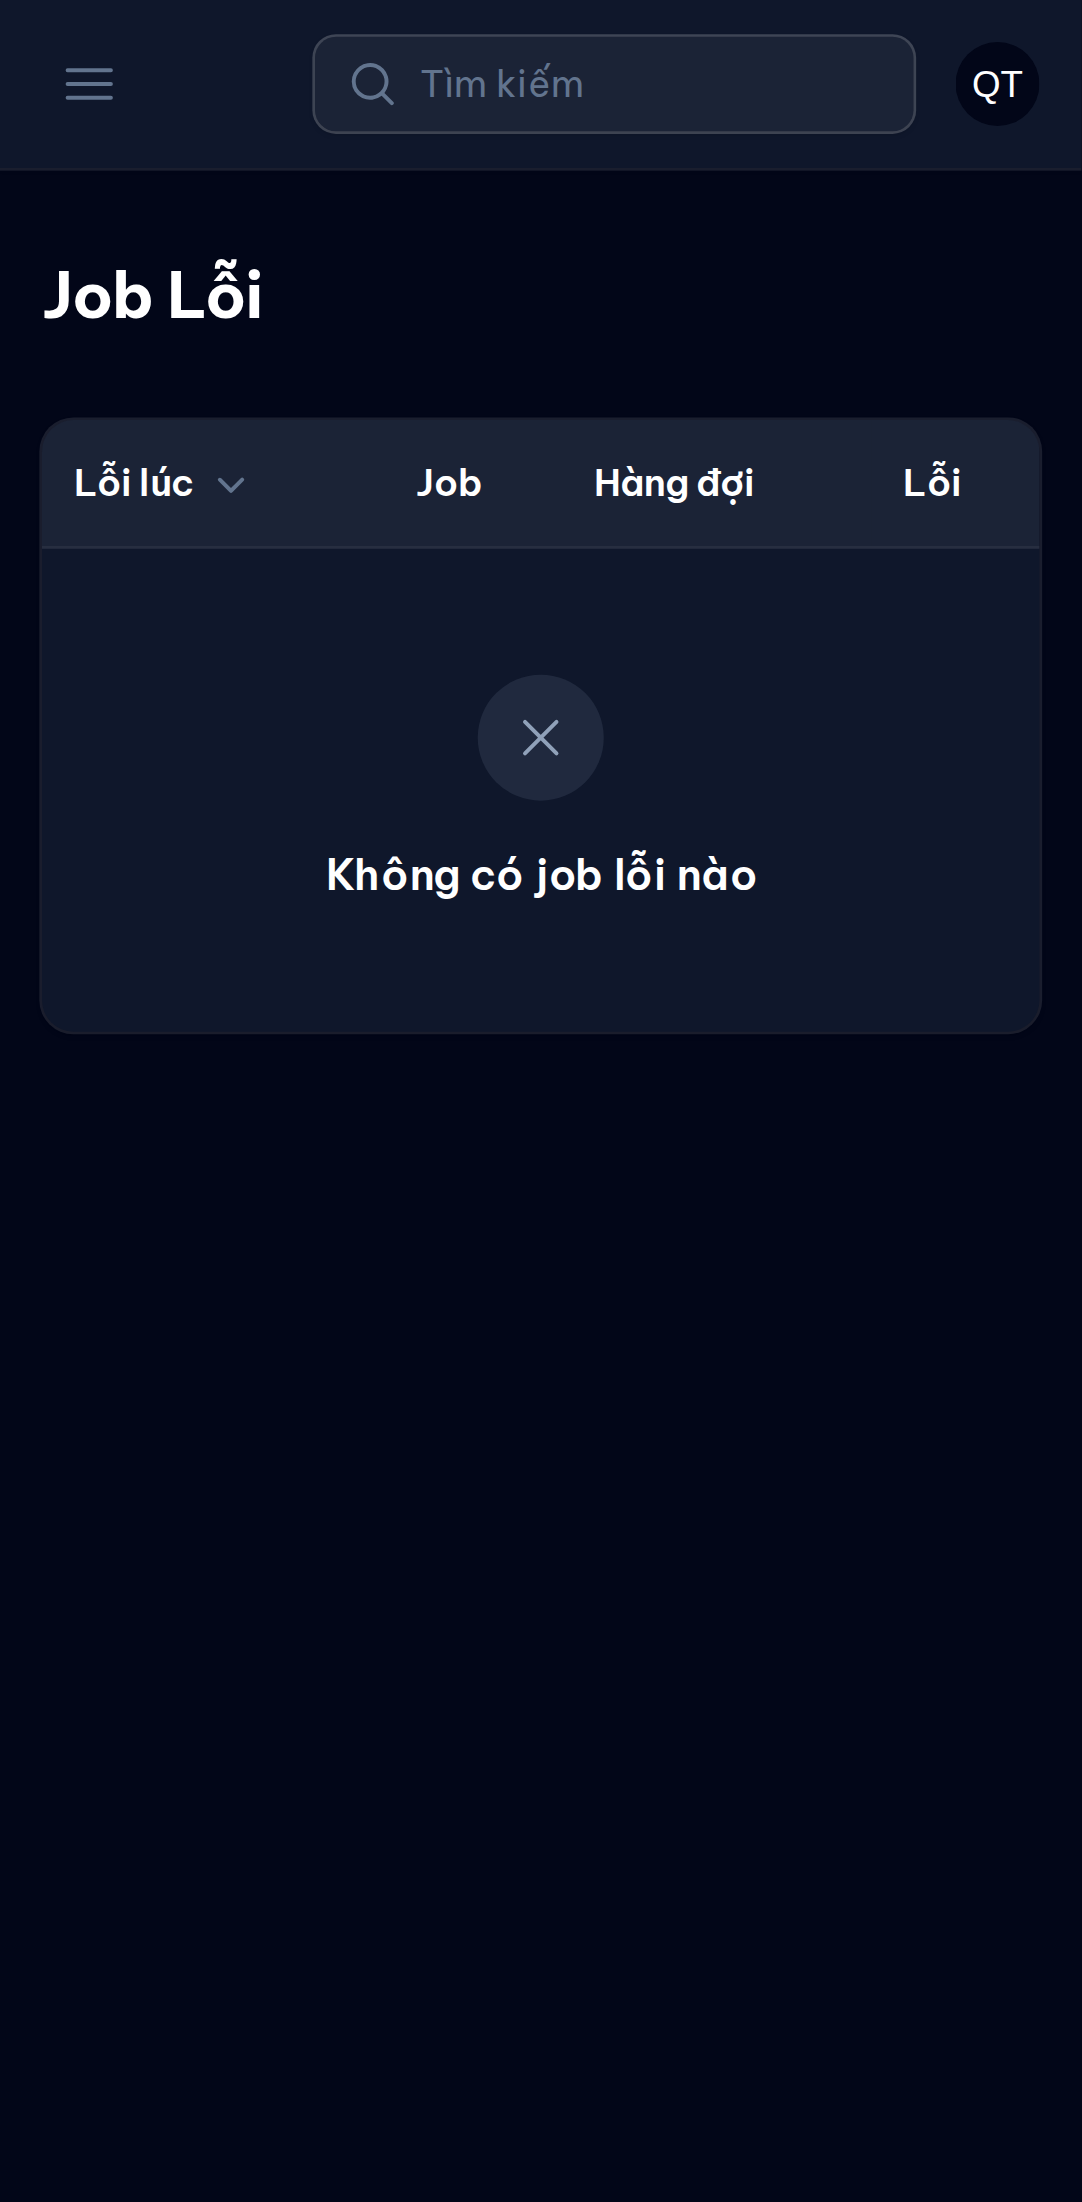 Tìm kiếm
QT
Job Lỗi
Lỗi lúc Job Hàng đợi Lỗi
Không có job lỗi nào